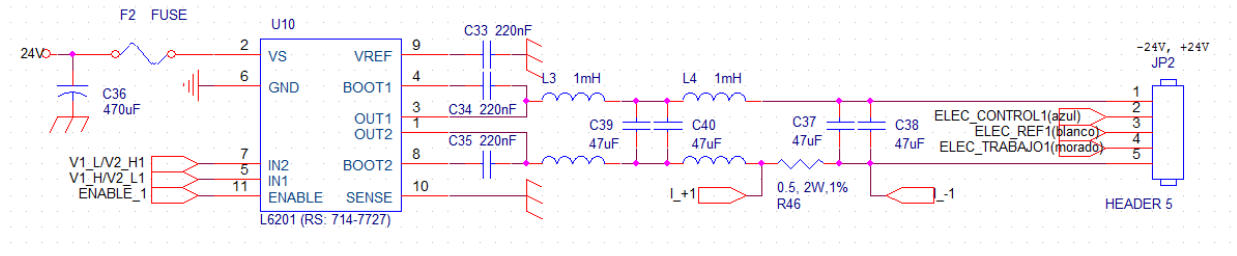 F2 FUSE
U10
24V
C36
470uF
2 VS
6 GND
7 IN2
5 IN1
11 ENABLE
VREF 9
BOOT1 4
OUT1 3
OUT2 1
BOOT2 8
SENSE 10
L6201 (RS: 714-7727)
V1_L/V2_H1
V1_H/V2_L1
ENABLE_1
C33 220nF
C34 220nF
C35 220nF
L3 1mH
L4 1mH
C39
47uF
C40
47uF
C37
47uF
C38
47uF
I_+1
0.5, 2W,1%
R46
I_-1
-24V, +24V
JP2
1
2
3
4
5
ELEC_CONTROL1(azul)
ELEC_REF1(blanco)
ELEC_TRABAJO1(morado)
HEADER 5